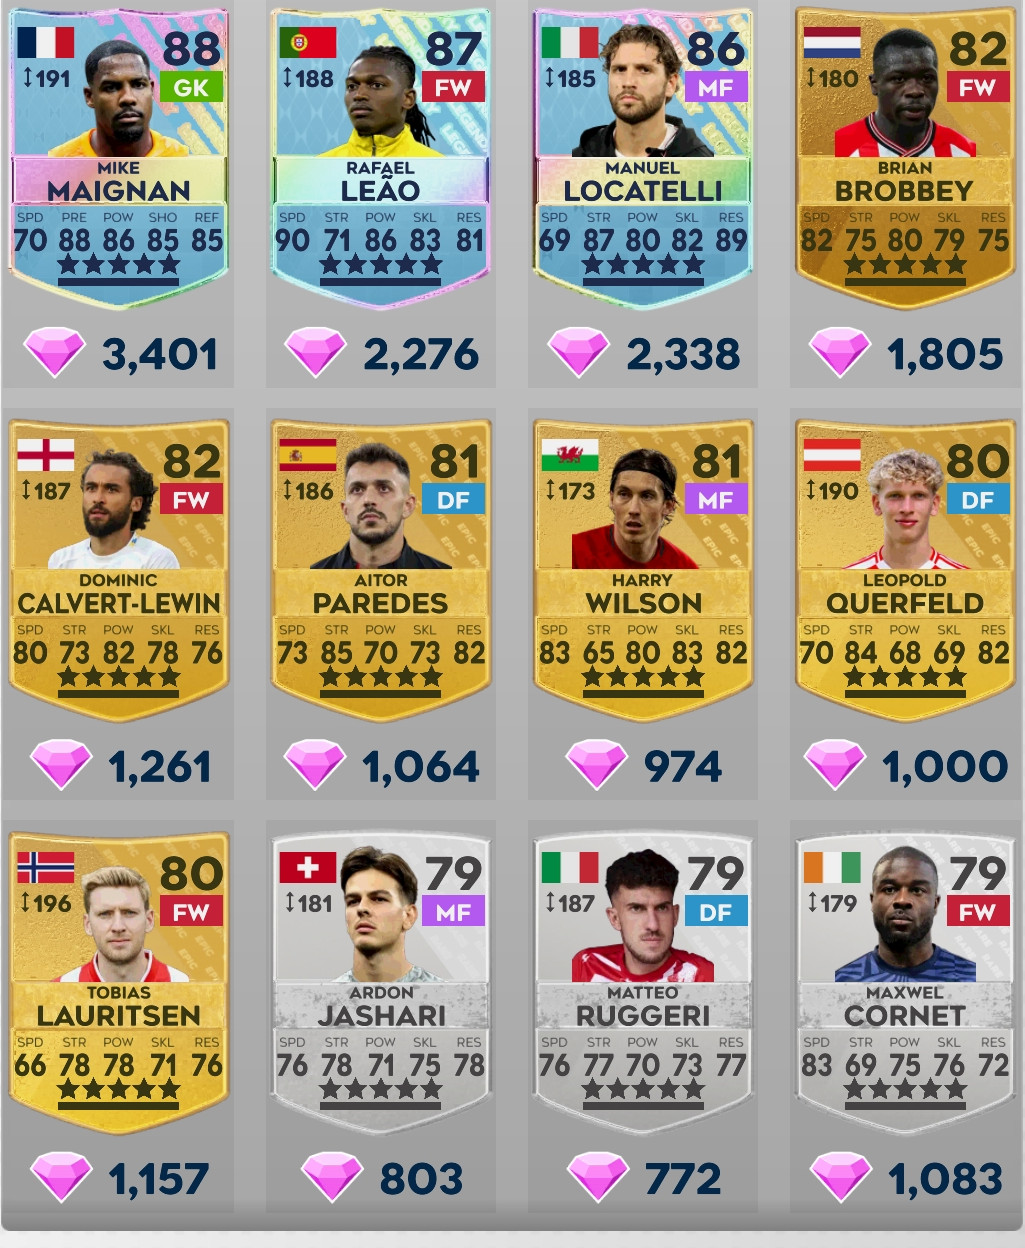 88
191
GK
MIKE
MAIGNAN
SPD PRE POW SHO REF
70 88 86 85 85
3,401
87
188
FW
RAFAEL
LEÃO
SPD STR POW SKL RES
90 71 86 83 81
2,276
86
185
MF
MANUEL
LOCATELLI
SPD STR POW SKL RES
69 87 80 82 89
2,338
82
180
FW
BRIAN
BROBBEY
SPD STR POW SKL RES
82 75 80 79 75
1,805
82
187
FW
DOMINIC
CALVERT-LEWIN
SPD STR POW SKL RES
80 73 82 78 76
1,261
81
186
DF
AITOR
PAREDES
SPD STR POW SKL RES
73 85 70 73 82
1,064
81
173
MF
HARRY
WILSON
SPD STR POW SKL RES
83 65 80 83 82
974
80
190
DF
LEOPOLD
QUERFELD
SPD STR POW SKL RES
70 84 68 69 82
1,000
80
196
FW
TOBIAS
LAURITSEN
SPD STR POW SKL RES
66 78 78 71 76
1,157
79
181
MF
ARDON
JASHARI
SPD STR POW SKL RES
76 78 71 75 78
803
79
187
DF
MATTEO
RUGGERI
SPD STR POW SKL RES
76 77 70 73 77
772
79
179
FW
MAXWEL
CORNET
SPD STR POW SKL RES
83 69 75 76 72
1,083